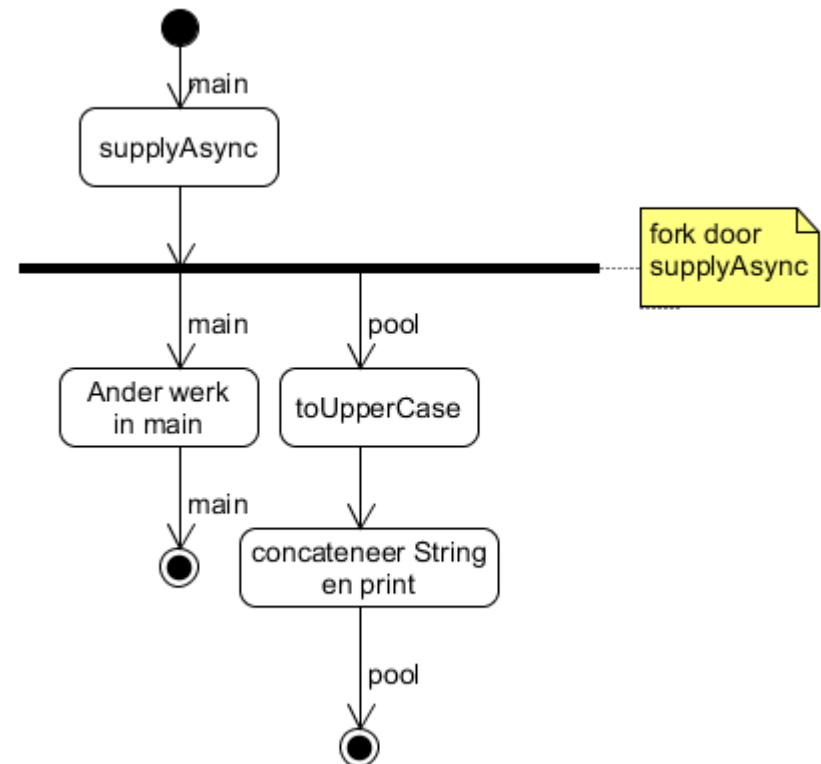 main
supplyAsync
fork door
supplyAsync
main
pool
Ander werk
in main
toUpperCase
main
concateneer String
en print
pool